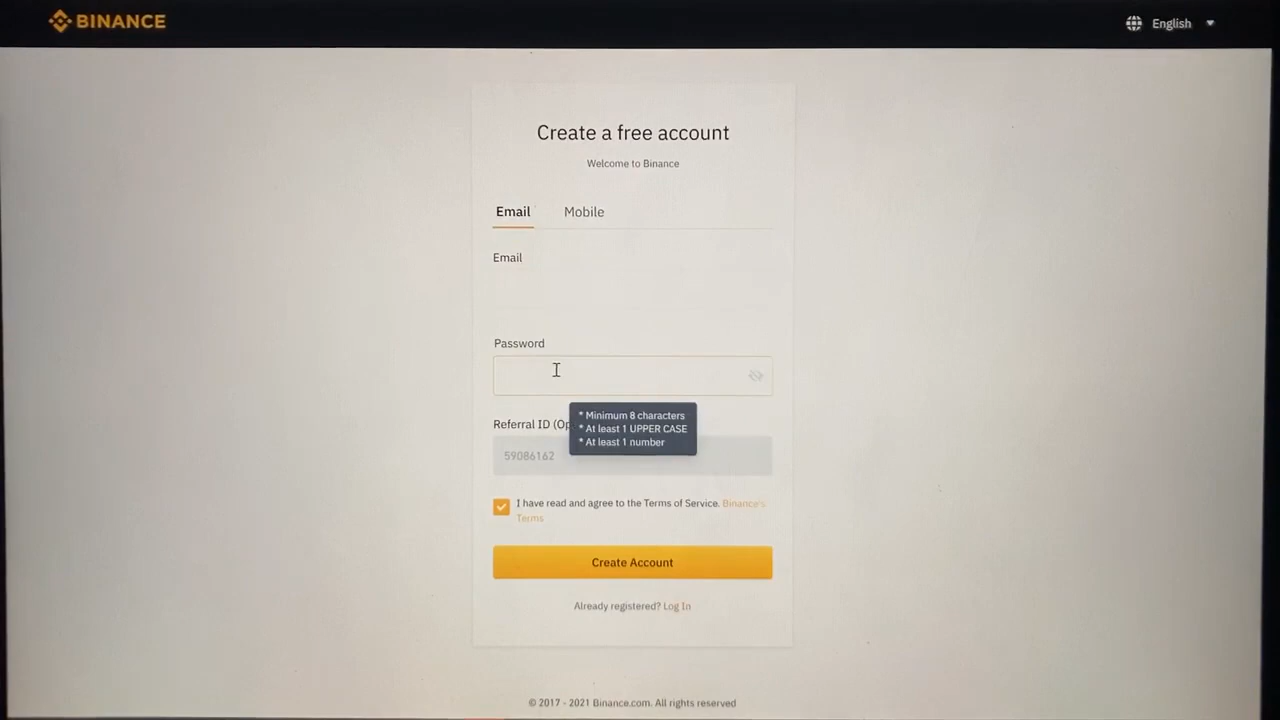 BINANCE
English
Create a free account
Welcome to Binance
Email Mobile
Email
Password
* Minimum 8 characters
* At least 1 UPPER CASE
* At least 1 number
Referral ID (Op
59086162
I have read and agree to the Terms of Service. Binance's
Terms
Create Account
Already registered? Log In
© 2017 - 2021 Binance.com. All rights reserved